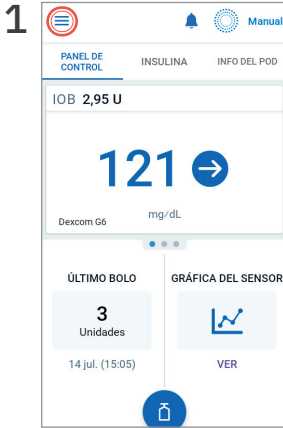 1
Manual
PANEL DE CONTROL INSULINA INFO DEL POD
IOB 2,95 U
121
mg/dL
Dexcom G6
ÚLTIMO BOLO GRÁFICA DEL SENSOR
3
Unidades
14 jul. (15:05) VER